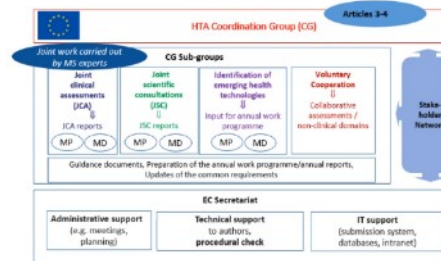 Articles 3-4
HTA Coordination Group (CG)
Joint work carried out
by MS experts
CG Sub-groups
Joint
clinical
assessments
(JCA)
JCA reports
MP MD
Joint
scientific
consultations
(JSC)
JSC reports
MP MD
Identification of
emerging health
technologies
Input for annual work
programme
MP MD
Voluntary
Cooperation
Collaborative
assessments /
non-clinical domains
Stake-
holder
Network
Guidance documents, Preparation of the annual work programme/annual reports,
Updates of the common requirements
EC Secretariat
Administrative support
(e.g. meetings,
planning)
Technical support
to authors,
procedural check
IT support
(submission system,
databases, intranet)